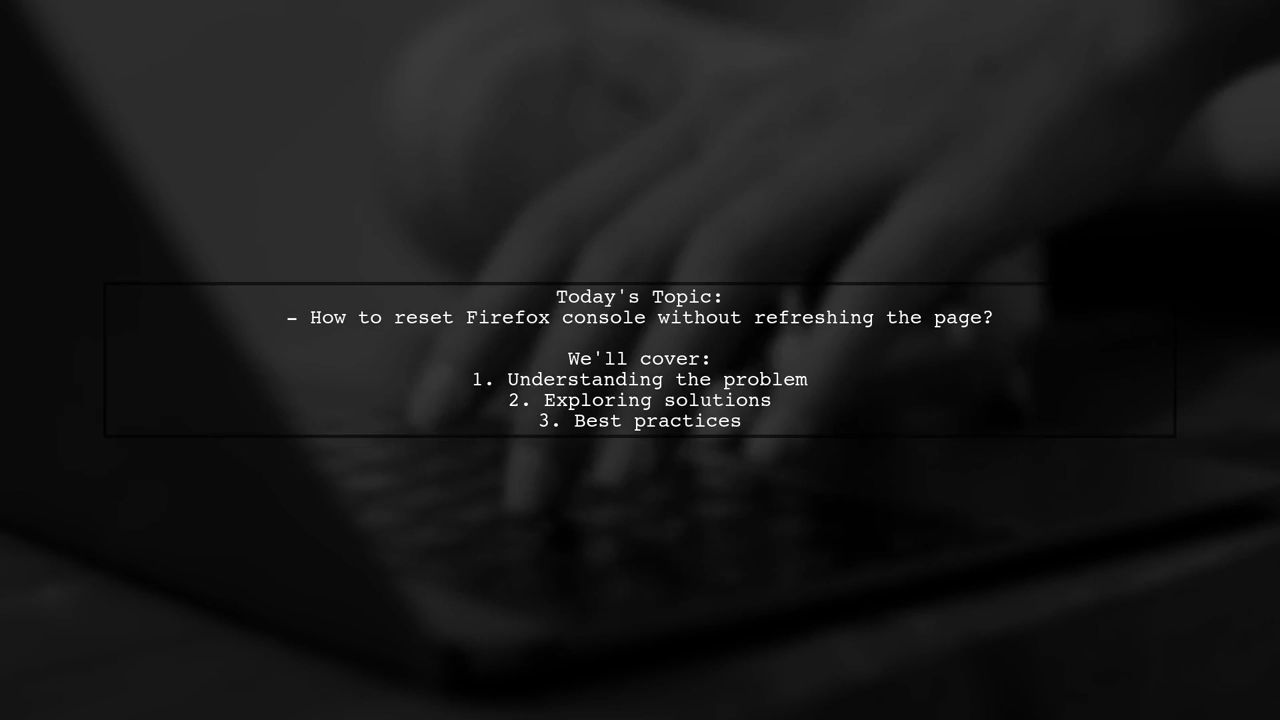 Today's Topic:
- How to reset Firefox console without refreshing the page?
We'll cover:
1. Understanding the problem
2. Exploring solutions
3. Best practices